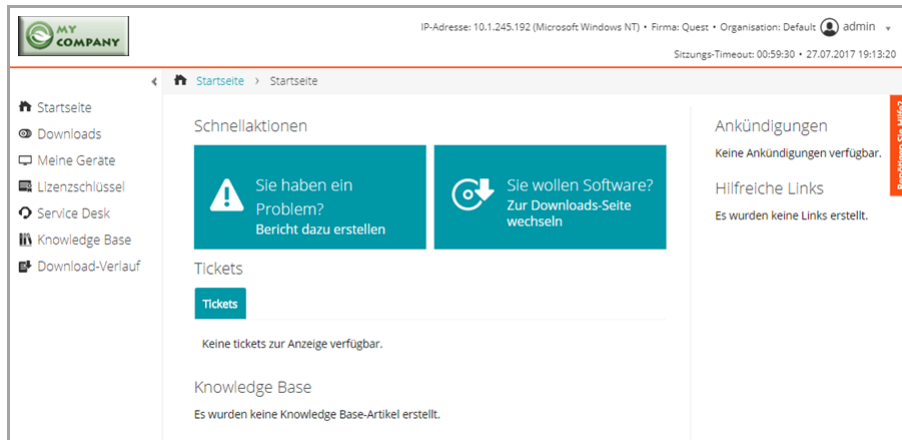 MY
COMPANY
IP-Adresse: 10.1.245.192 (Microsoft Windows NT) • Firma: Quest • Organisation: Default admin
Sitzungs-Timeout: 00:59:30 • 27.07.2017 19:13:20
Startseite > Startseite
Startseite
Downloads
Meine Geräte
Lizenzschlüssel
Service Desk
Knowledge Base
Download-Verlauf
Schnellaktionen
Sie haben ein
Problem?
Bericht dazu erstellen
Sie wollen Software?
Zur Downloads-Seite
wechseln
Tickets
Tickets
Keine tickets zur Anzeige verfügbar.
Knowledge Base
Es wurden keine Knowledge Base-Artikel erstellt.
Ankündigungen
Keine Ankündigungen verfügbar.
Hilfreiche Links
Es wurden keine Links erstellt.
Benötigen Sie Hilfe?